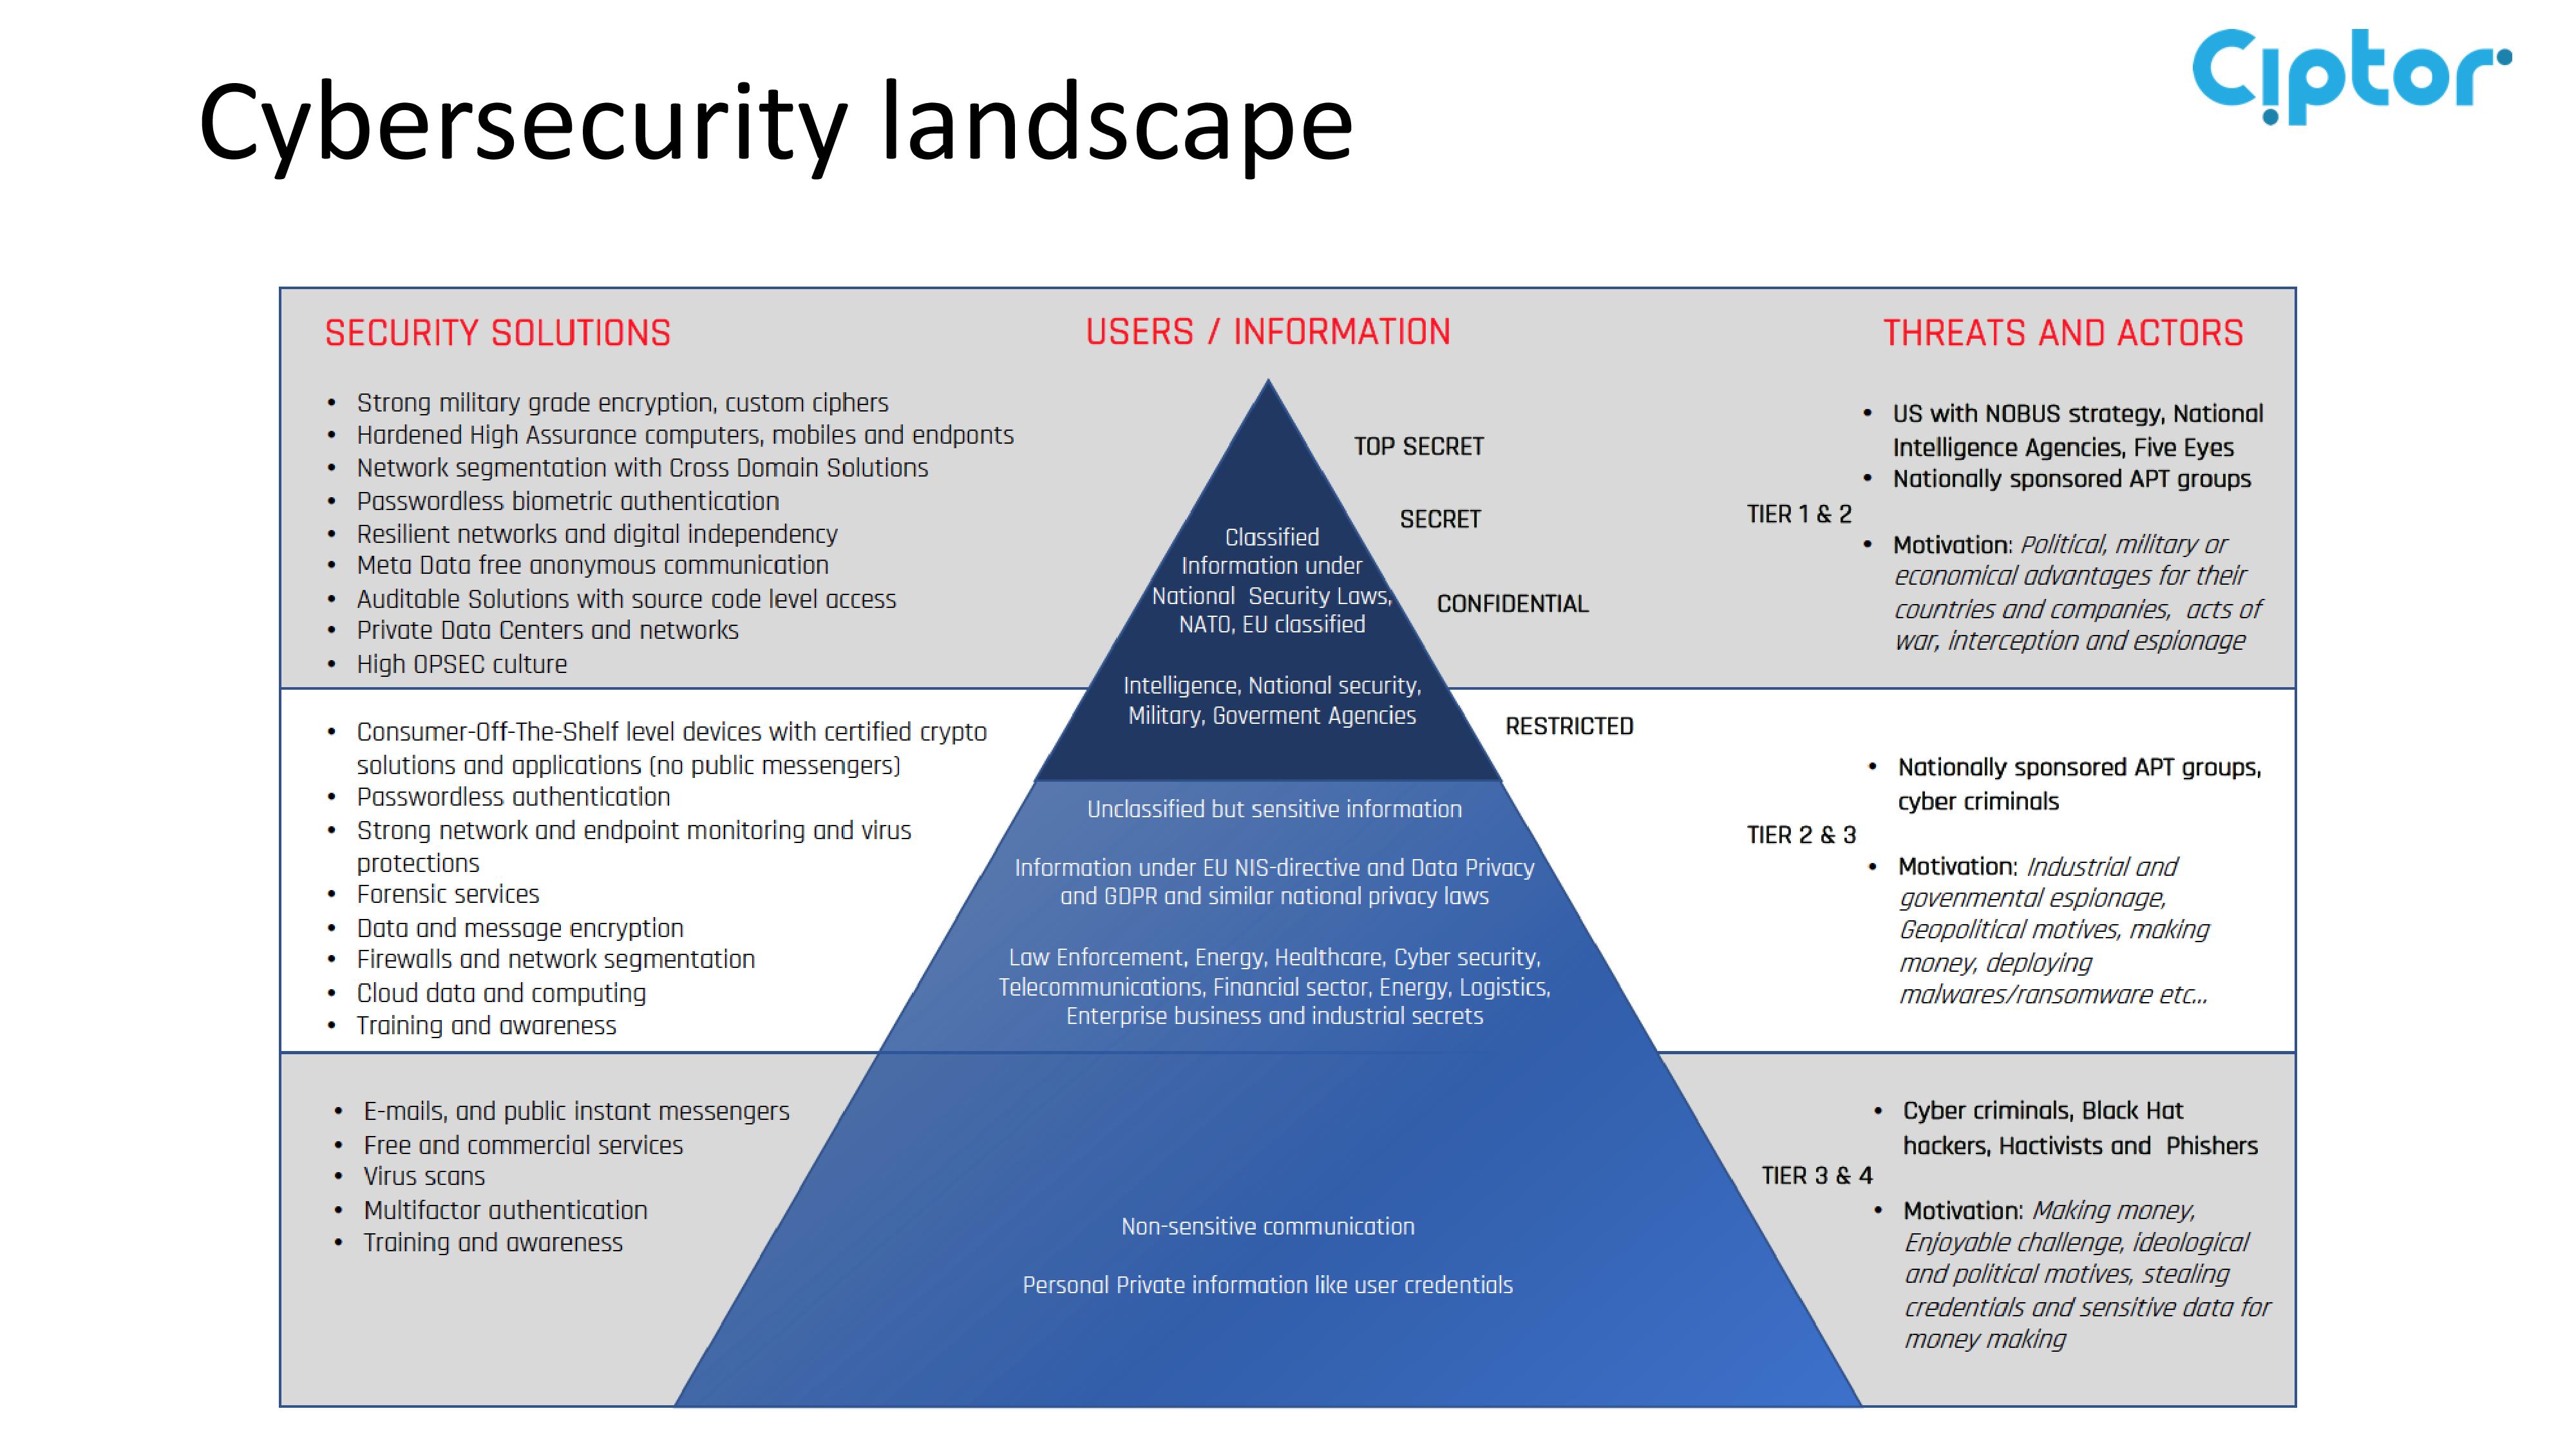 Cybersecurity landscape
Ciptor
SECURITY SOLUTIONS
• Strong military grade encryption, custom ciphers
• Hardened High Assurance computers, mobiles and endponts
• Network segmentation with Cross Domain Solutions
• Passwordless biometric authentication
• Resilient networks and digital independency
• Meta Data free anonymous communication
• Auditable Solutions with source code level access
• Private Data Centers and networks
• High OPSEC culture
• Consumer-Off-The-Shelf level devices with certified crypto
solutions and applications (no public messengers)
• Passwordless authentication
• Strong network and endpoint monitoring and virus
protections
• Forensic services
• Data and message encryption
• Firewalls and network segmentation
• Cloud data and computing
• Training and awareness
• E-mails, and public instant messengers
• Free and commercial services
• Virus scans
• Multifactor authentication
• Training and awareness
USERS / INFORMATION
TOP SECRET
SECRET
CONFIDENTIAL
RESTRICTED
Classified
Information under
National Security Laws,
NATO, EU classified
Intelligence, National security,
Military, Goverment Agencies
Unclassified but sensitive information
Information under EU NIS-directive and Data Privacy
and GDPR and similar national privacy laws
Law Enforcement, Energy, Healthcare, Cyber security,
Telecommunications, Financial sector, Energy, Logistics,
Enterprise business and industrial secrets
Non-sensitive communication
Personal Private information like user credentials
THREATS AND ACTORS
TIER 1 & 2
• US with NOBUS strategy, National
Intelligence Agencies, Five Eyes
• Nationally sponsored APT groups
• Motivation: Political, military or
economical advantages for their
countries and companies, acts of
war, interception and espionage
TIER 2 & 3
• Nationally sponsored APT groups,
cyber criminals
• Motivation: Industrial and
govenmental espionage,
Geopolitical motives, making
money, deploying
malwares/ransomware etc...
TIER 3 & 4
• Cyber criminals, Black Hat
hackers, Hactivists and Phishers
• Motivation: Making money,
Enjoyable challenge, ideological
and political motives, stealing
credentials and sensitive data for
money making